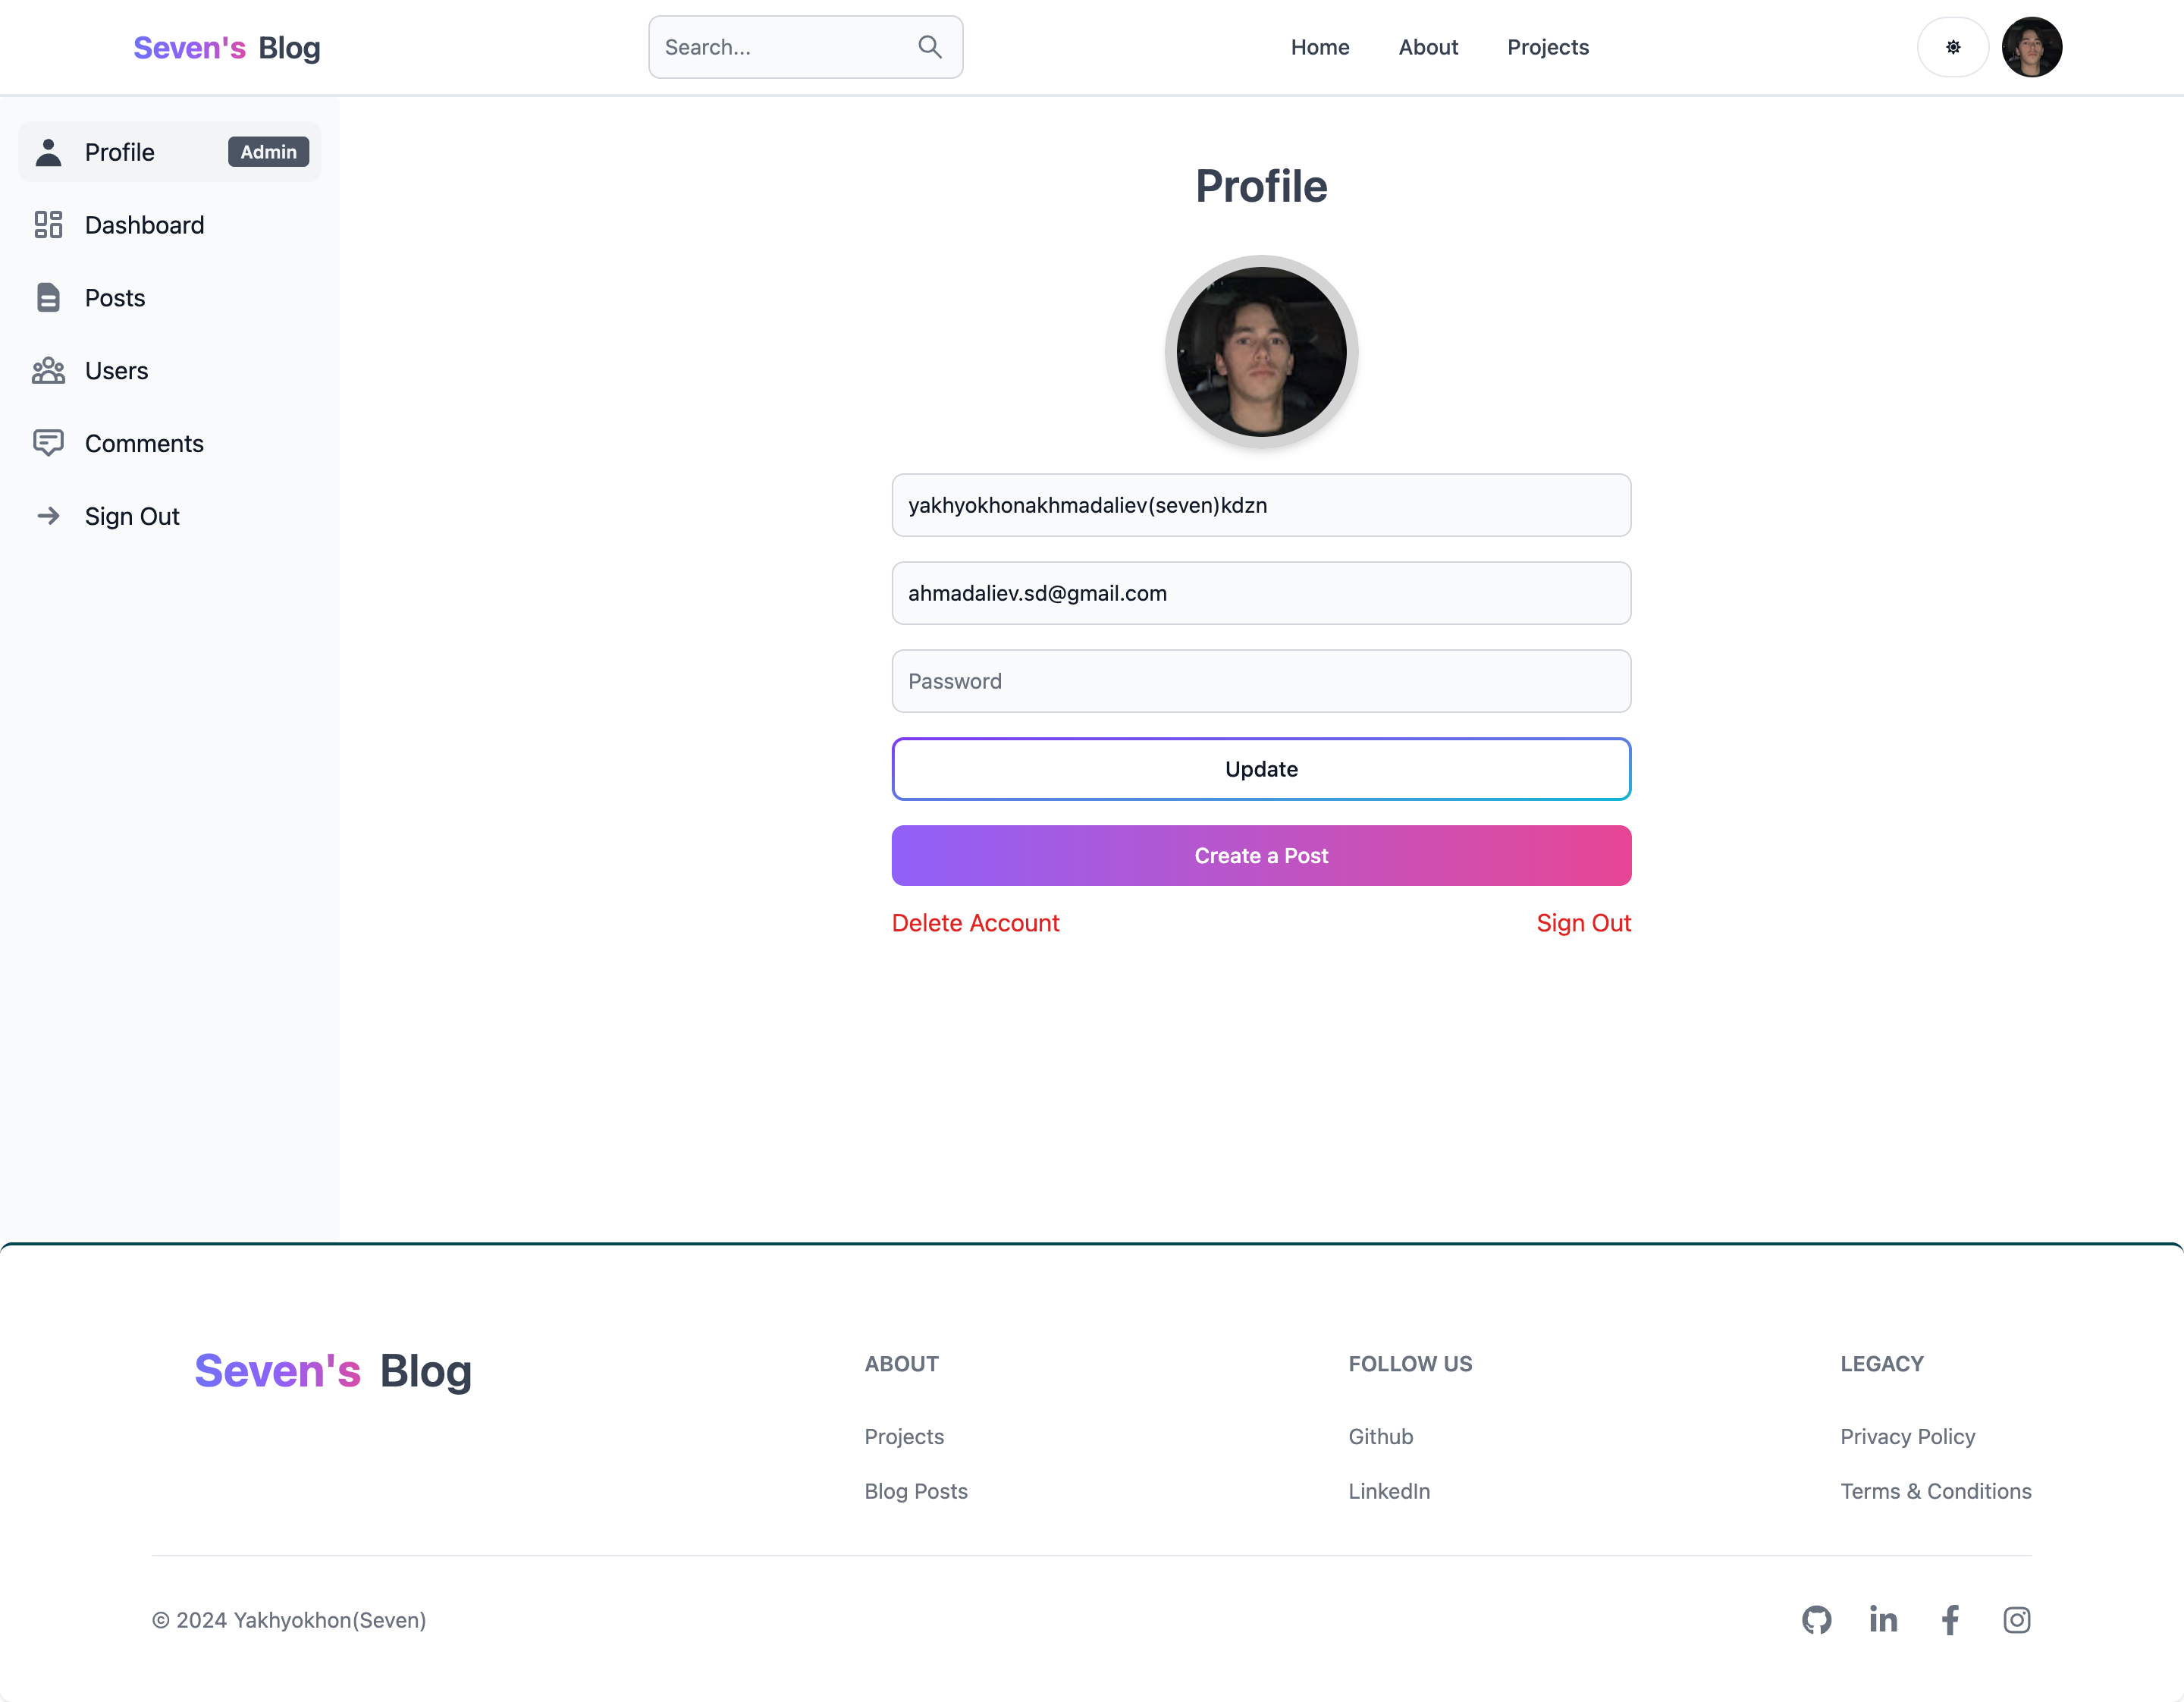 Seven's Blog
Search...
Home About Projects
Profile Admin
Dashboard
Posts
Users
Comments
Sign Out
Profile
yakhyokhonakhmadaliev(seven)kdzn
ahmadaliev.sd@gmail.com
Password
Update
Create a Post
Delete Account Sign Out
Seven's Blog
ABOUT
Projects
Blog Posts
FOLLOW US
Github
LinkedIn
LEGACY
Privacy Policy
Terms & Conditions
© 2024 Yakhyokhon(Seven)